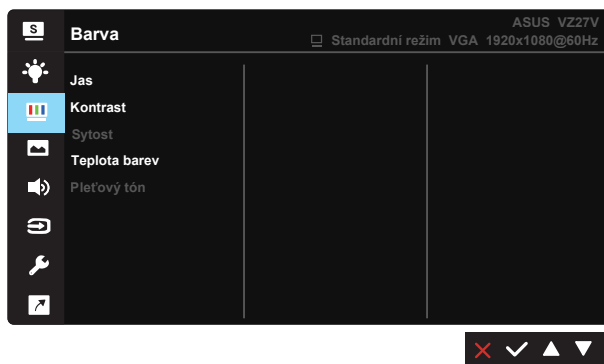 S
Barva
ASUS VZ27V
Standardní režim VGA 1920x1080@60Hz
Jas
Kontrast
Sytost
Teplota barev
Pleťový tón